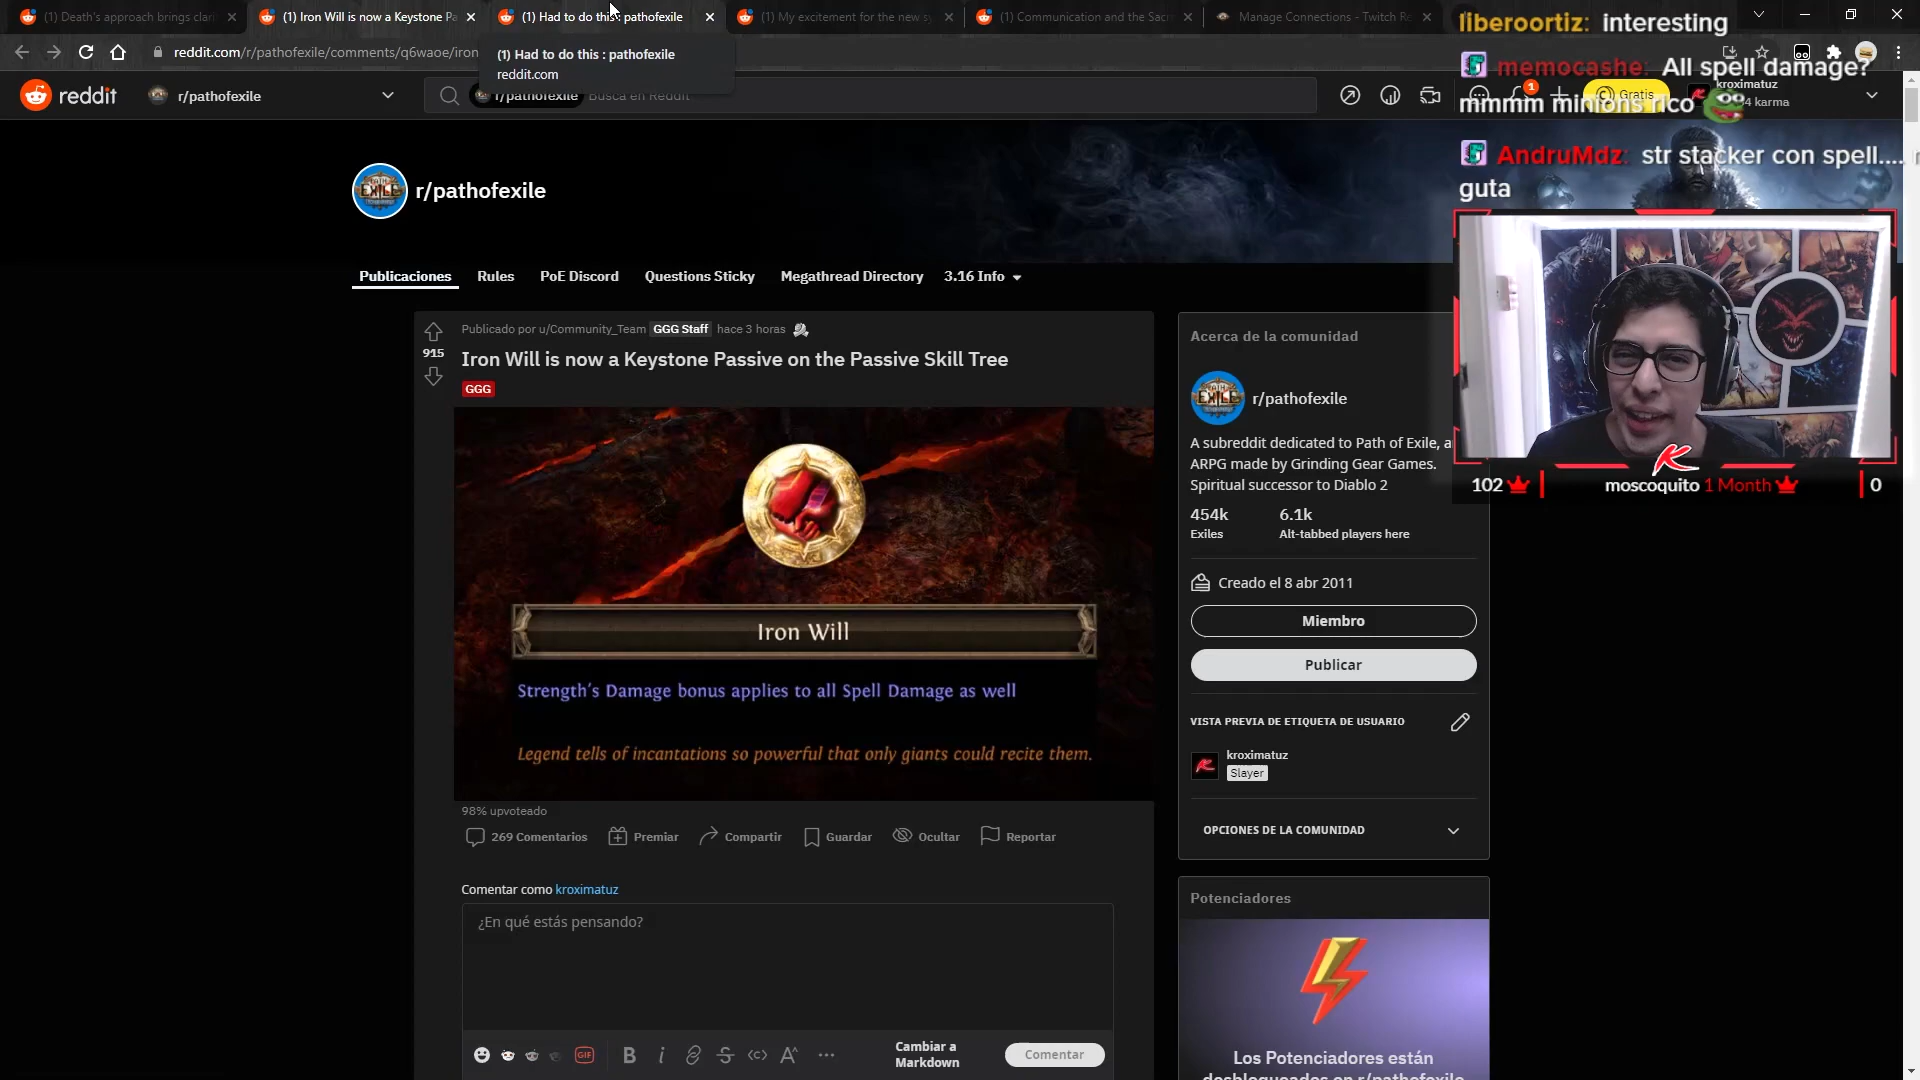 (1) Death's approach brings clari
(1) Iron Will is now a Keystone Pa
(1) Had to do this : pathofexile
(1) My excitement for the new sy
(1) Communication and the Sacr
Manage Connections - Twitch Re
liberoortiz: interesting
reddit.com/r/pathofexile/comments/q6waoe/iron
(1) Had to do this : pathofexile
reddit.com
memocashe: All spell damage?
mmmm minions rico
reddit
r/pathofexile
r/pathofexile
Busca en Reddit
1
Gratis
kroximatuz
4 karma
AndruMdz: str stacker con spell....
guta
r/pathofexile
Publicaciones
Rules
PoE Discord
Questions Sticky
Megathread Directory
3.16 Info
Publicado por u/Community_Team GGG Staff hace 3 horas
915
Iron Will is now a Keystone Passive on the Passive Skill Tree
GGG
Iron Will
Strength's Damage bonus applies to all Spell Damage as well
Legend tells of incantations so powerful that only giants could recite them.
98% upvoteado
269 Comentarios
Premiar
Compartir
Guardar
Ocultar
Reportar
Comentar como kroximatuz
¿En qué estás pensando?
GIF
Cambiar a
Markdown
Comentar
Acerca de la comunidad
r/pathofexile
A subreddit dedicated to Path of Exile, a
ARPG made by Grinding Gear Games.
Spiritual successor to Diablo 2
454k
6.1k
Exiles
Alt-tabbed players here
Creado el 8 abr 2011
Miembro
Publicar
VISTA PREVIA DE ETIQUETA DE USUARIO
kroximatuz
Slayer
OPCIONES DE LA COMUNIDAD
Potenciadores
Los Potenciadores están
desbloqueados en r/pathofexile
102
moscoquito 1 Month
0